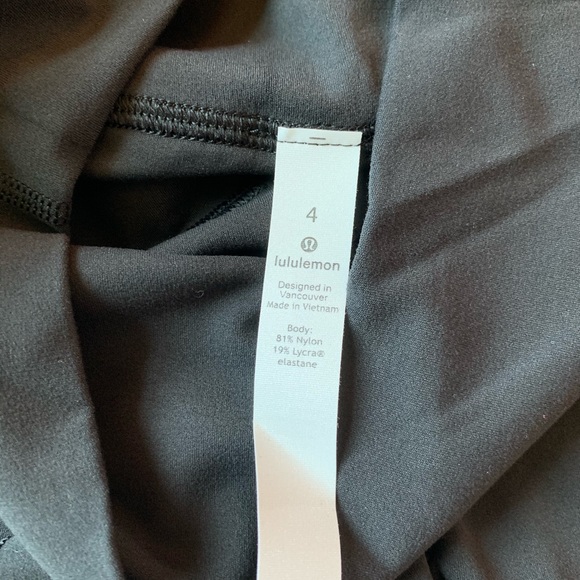 4
lululemon
Designed in
Vancouver
Made in Vietnam
Body:
81% Nylon
19% Lycra®
elastane